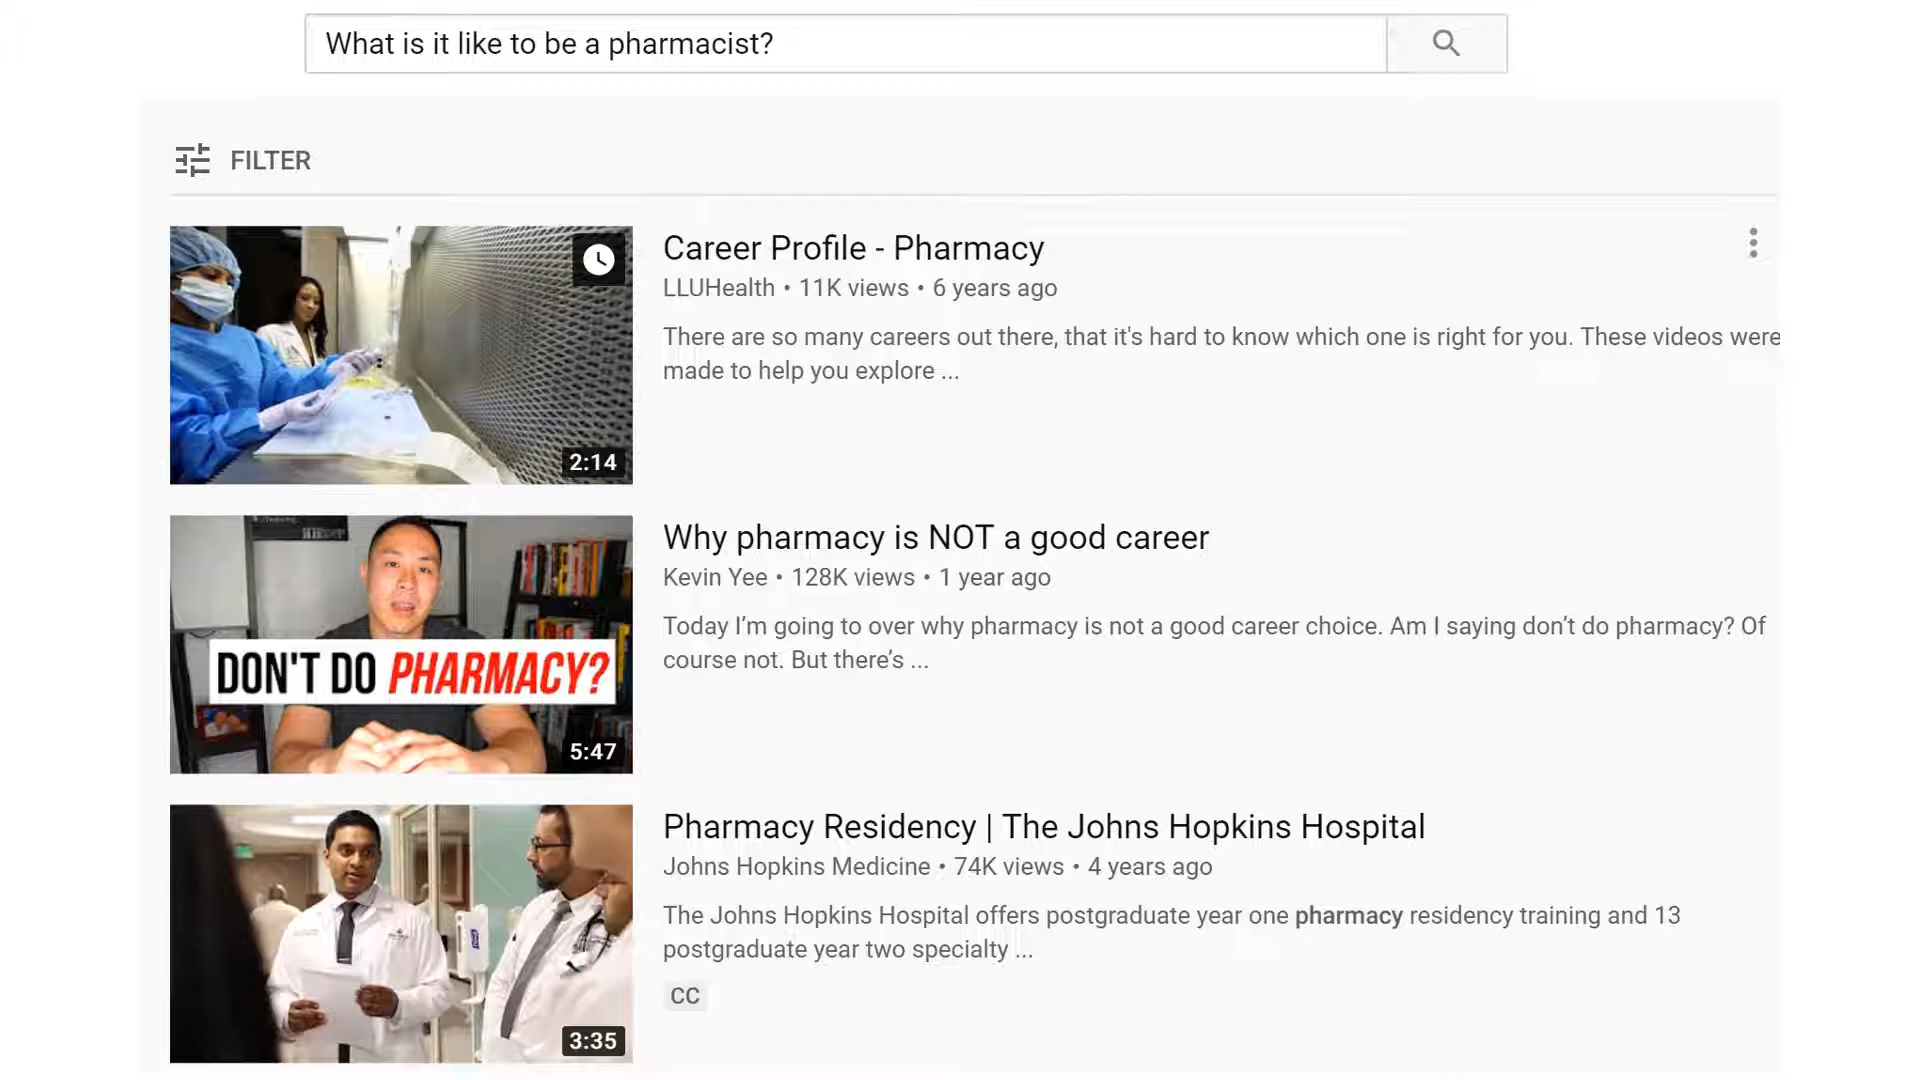 What is it like to be a pharmacist?
FILTER
Career Profile - Pharmacy
LLUHealth • 11K views • 6 years ago
There are so many careers out there, that it's hard to know which one is right for you. These videos were
made to help you explore ...
2:14
Why pharmacy is NOT a good career
Kevin Yee • 128K views • 1 year ago
Today I’m going to over why pharmacy is not a good career choice. Am I saying don’t do pharmacy? Of
course not. But there’s ...
DON'T DO PHARMACY?
5:47
Pharmacy Residency | The Johns Hopkins Hospital
Johns Hopkins Medicine • 74K views • 4 years ago
The Johns Hopkins Hospital offers postgraduate year one pharmacy residency training and 13
postgraduate year two specialty ...
CC
3:35